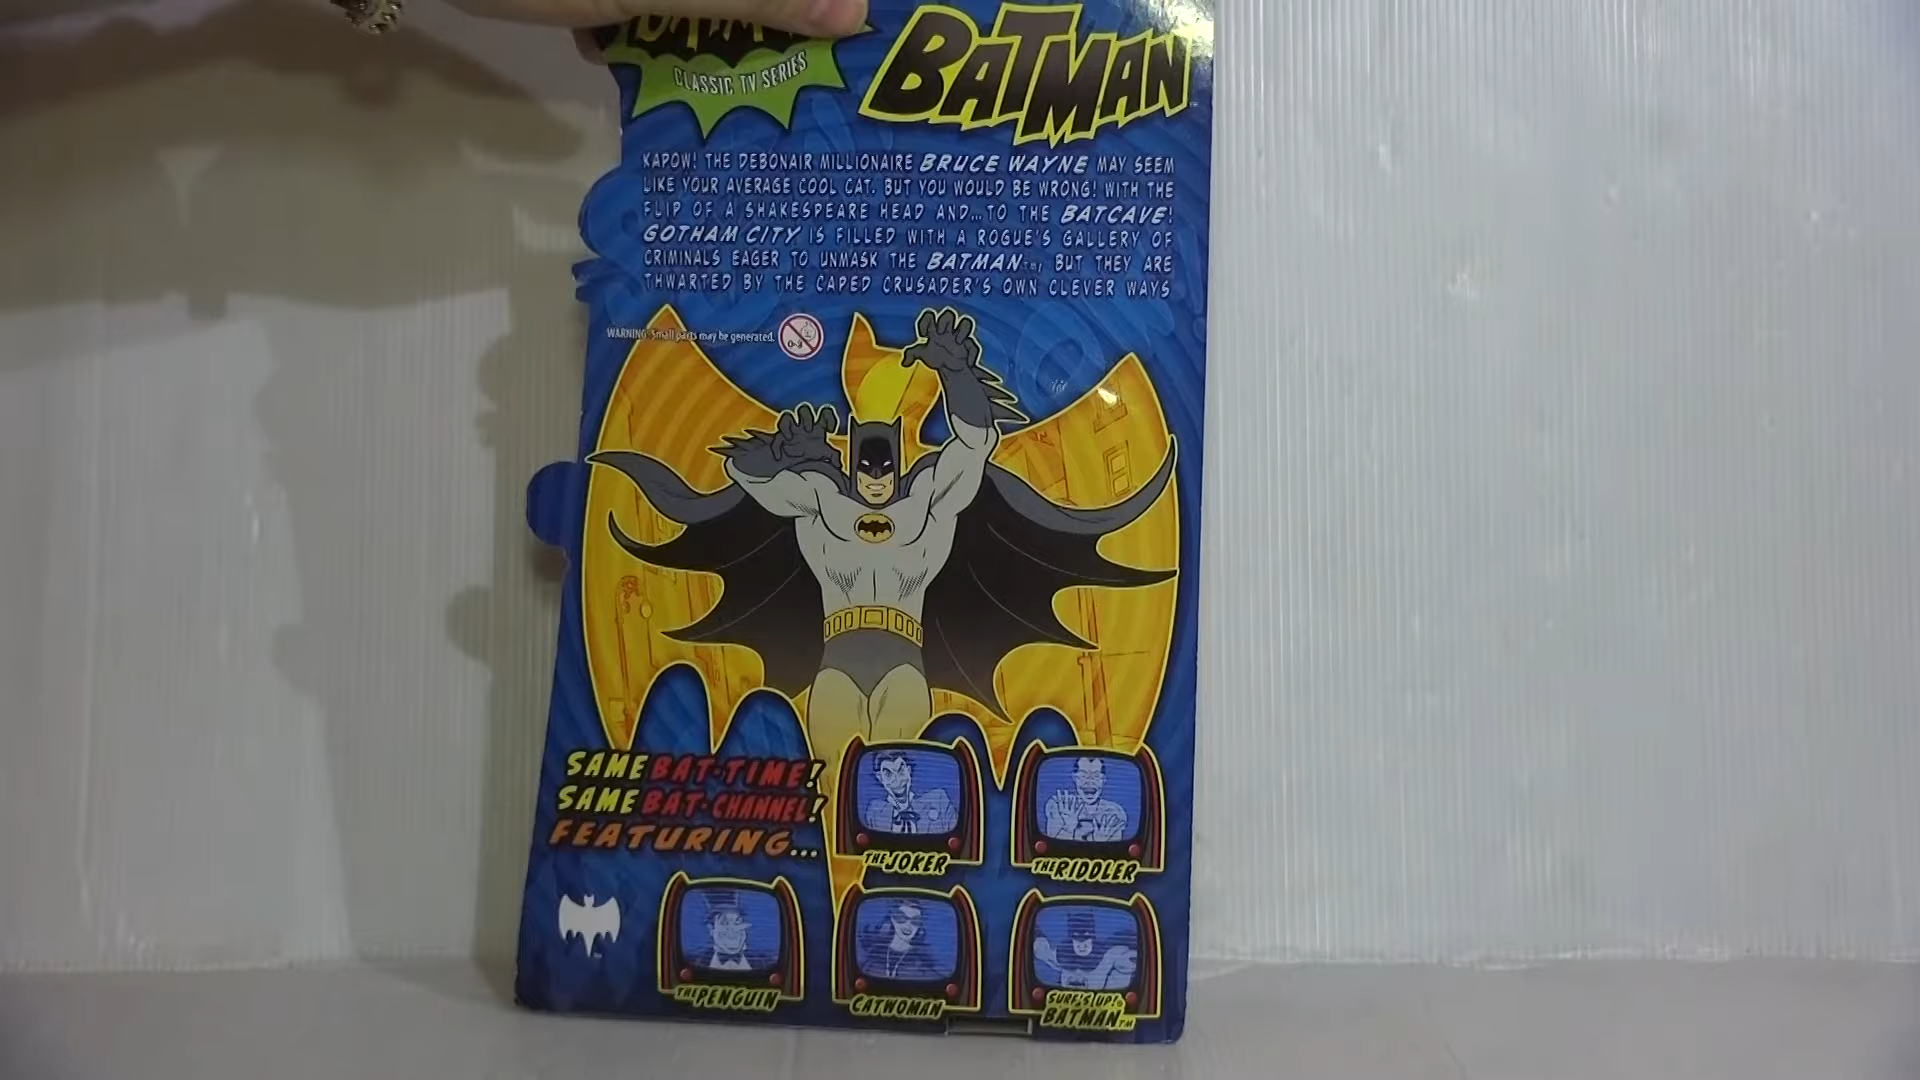 BATMAN
CLASSIC TV SERIES
BATMAN
KAPOW! THE DEBONAIR MILLIONAIRE BRUCE WAYNE MAY SEEM
LIKE YOUR AVERAGE COOL CAT. BUT YOU WOULD BE WRONG! WITH THE
FLIP OF A SHAKESPEARE HEAD AND...TO THE BATCAVE!
GOTHAM CITY IS FILLED WITH A ROGUE'S GALLERY OF
CRIMINALS EAGER TO UNMASK THE BATMAN™, BUT THEY ARE
THWARTED BY THE CAPED CRUSADER'S OWN CLEVER WAYS
WARNING: Small parts may be generated.
0-3
SAME BAT-TIME!
SAME BAT-CHANNEL!
FEATURING...
THE JOKER
THE RIDDLER
THE PENGUIN
CATWOMAN
SURF'S UP!
BATMAN™